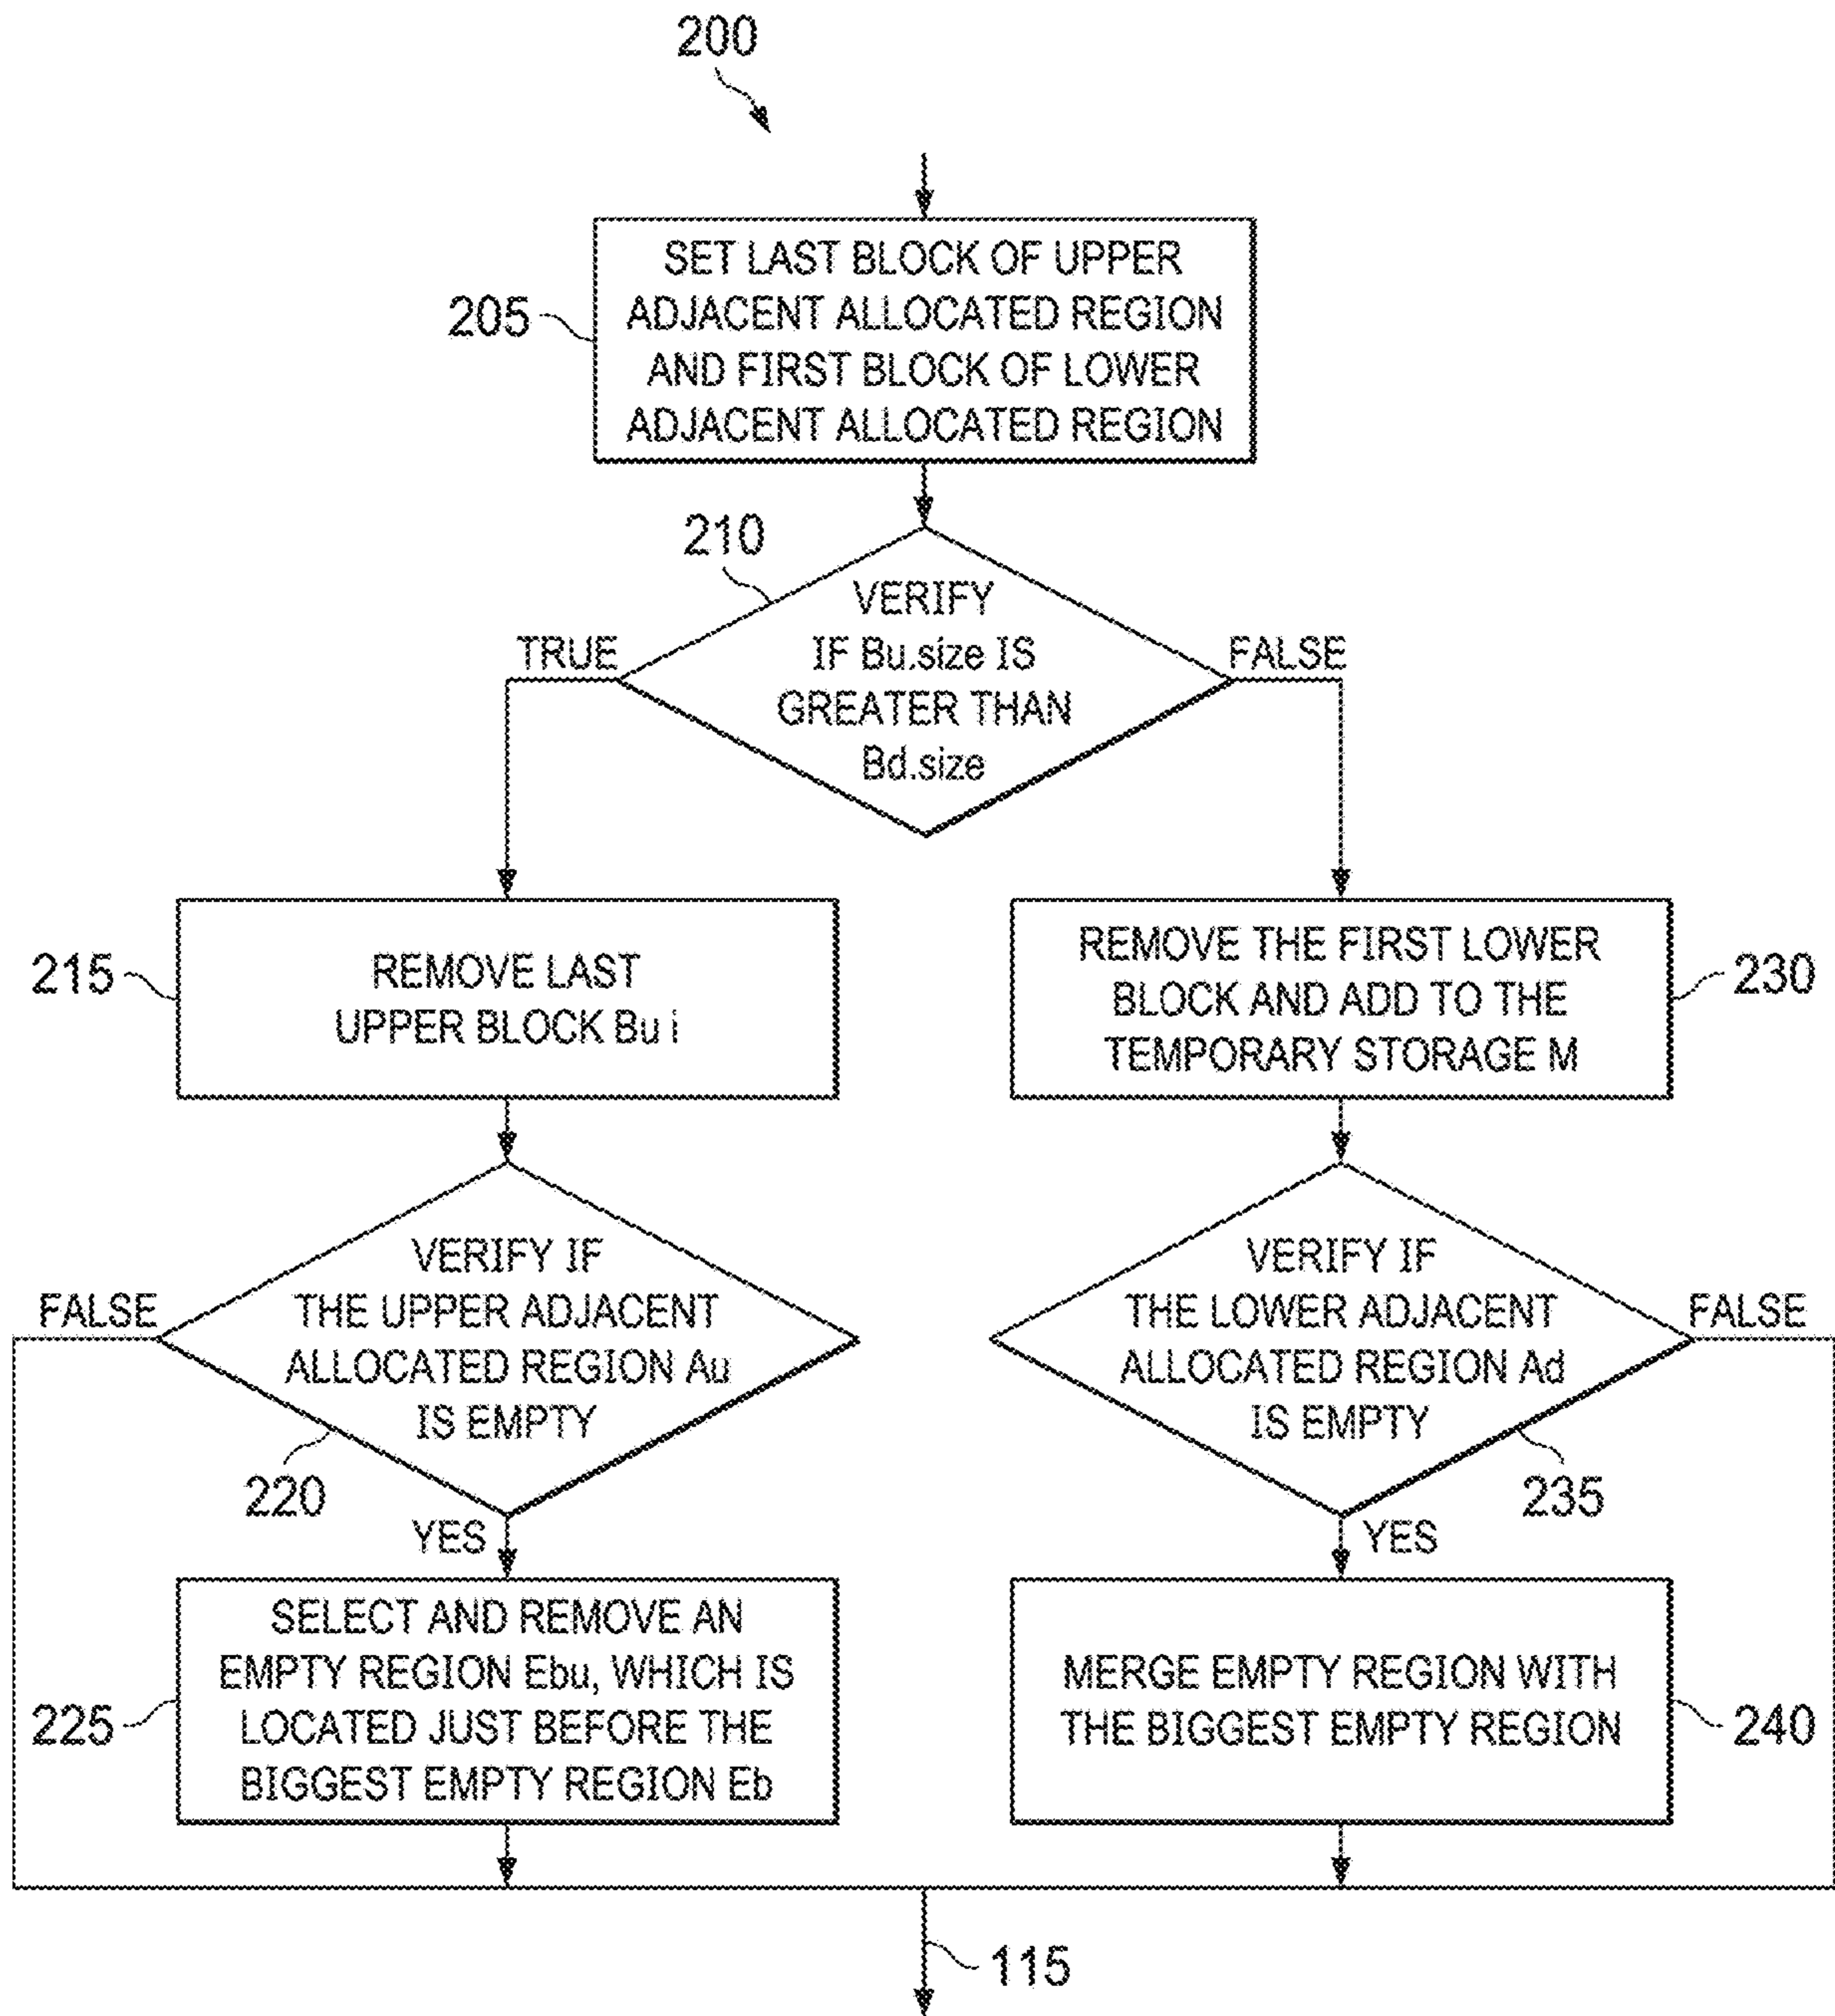 200
SET LAST BLOCK OF UPPER
ADJACENT ALLOCATED REGION
AND FIRST BLOCK OF LOWER
ADJACENT ALLOCATED REGION
205
210
VERIFY
IF Bu.size IS
GREATER THAN
Bd.size
TRUE
FALSE
215
REMOVE LAST
UPPER BLOCK Bu i
REMOVE THE FIRST LOWER
BLOCK AND ADD TO THE
TEMPORARY STORAGE M
230
FALSE
VERIFY IF
THE UPPER ADJACENT
ALLOCATED REGION Au
IS EMPTY
220
YES
VERIFY IF
THE LOWER ADJACENT
ALLOCATED REGION Ad
IS EMPTY
FALSE
235
YES
SELECT AND REMOVE AN
EMPTY REGION Ebu, WHICH IS
LOCATED JUST BEFORE THE
BIGGEST EMPTY REGION Eb
225
MERGE EMPTY REGION WITH
THE BIGGEST EMPTY REGION
240
115